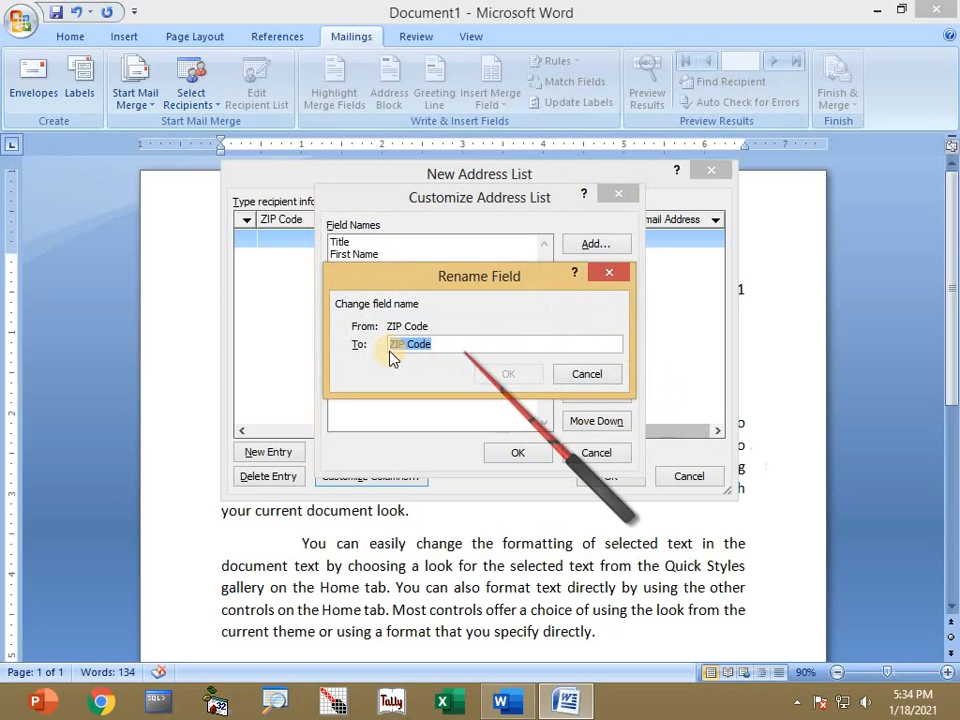 Document1 - Microsoft Word
Home Insert Page Layout References Mailings Review View
Envelopes Labels Start Mail Merge Select Recipients Edit Recipient List Highlight Merge Fields Address Block Greeting Line Insert Merge Field Rules Match Fields Update Labels Preview Results Find Recipient Auto Check for Errors Finish & Merge
Create Start Mail Merge Write & Insert Fields Preview Results Finish
1 1 2 3 4 5 6 7
New Address List
?
Customize Address List
?
Type recipient info
ZIP Code
mail Address
Field Names
Title
First Name
Add...
Rename Field
?
Change field name
From: ZIP Code
To: ZIP Code
OK Cancel
Move Down
OK Cancel
New Entry
Delete Entry
Cancel
1
o
o
g
h
your current document look.
You can easily change the formatting of selected text in the
document text by choosing a look for the selected text from the Quick Styles
gallery on the Home tab. You can also format text directly by using the other
controls on the Home tab. Most controls offer a choice of using the look from the
current theme or using a format that you specify directly.
Page: 1 of 1 Words: 134 90%
5:34 PM
1/18/2021